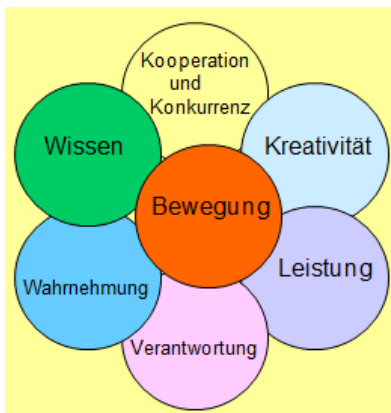 Kooperation
und
Konkurrenz
Wissen
Kreativität
Bewegung
Leistung
Wahrnehmung
Verantwortung